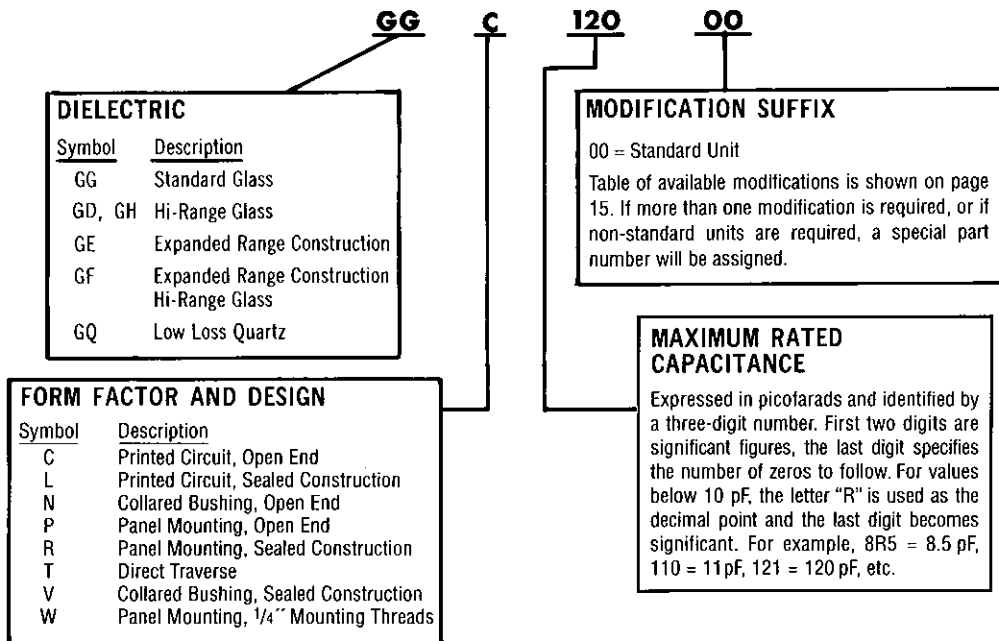 GG C 120 00
DIELECTRIC
Symbol Description
GG Standard Glass
GD, GH Hi-Range Glass
GE Expanded Range Construction
GF Expanded Range Construction
Hi-Range Glass
GQ Low Loss Quartz
MODIFICATION SUFFIX
00 = Standard Unit
Table of available modifications is shown on page
15. If more than one modification is required, or if
non-standard units are required, a special part
number will be assigned.
FORM FACTOR AND DESIGN
Symbol Description
C Printed Circuit, Open End
L Printed Circuit, Sealed Construction
N Collared Bushing, Open End
P Panel Mounting, Open End
R Panel Mounting, Sealed Construction
T Direct Traverse
V Collared Bushing, Sealed Construction
W Panel Mounting, 1/4″ Mounting Threads
MAXIMUM RATED
CAPACITANCE
Expressed in picofarads and identified by
a three-digit number. First two digits are
significant figures, the last digit specifies
the number of zeros to follow. For values
below 10 pF, the letter “R” is used as the
decimal point and the last digit becomes
significant. For example, 8R5 = 8.5 pF,
110 = 11pF, 121 = 120 pF, etc.